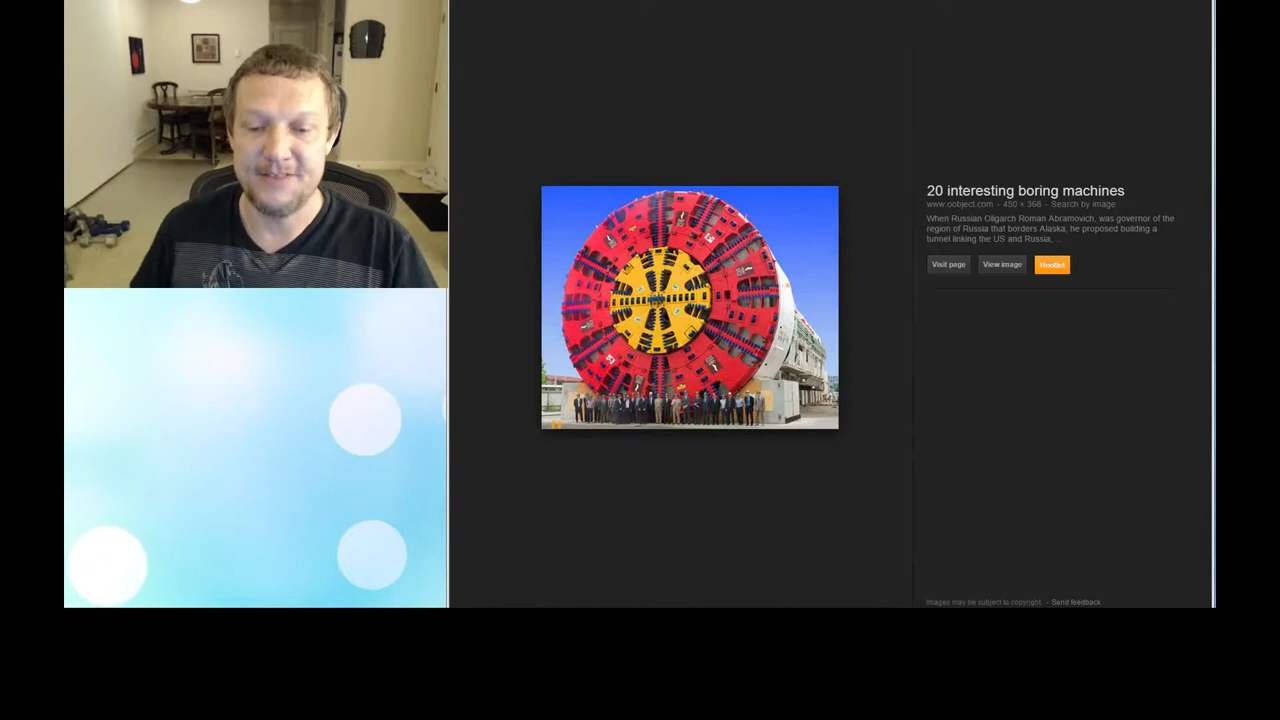 20 interesting boring machines
www.oobject.com - 450 × 368 - Search by image
When Russian Oligarch Roman Abramovich, was governor of the
region of Russia that borders Alaska, he proposed building a
tunnel linking the US and Russia, ...
Visit page View image Hootlet
Images may be subject to copyright. - Send feedback